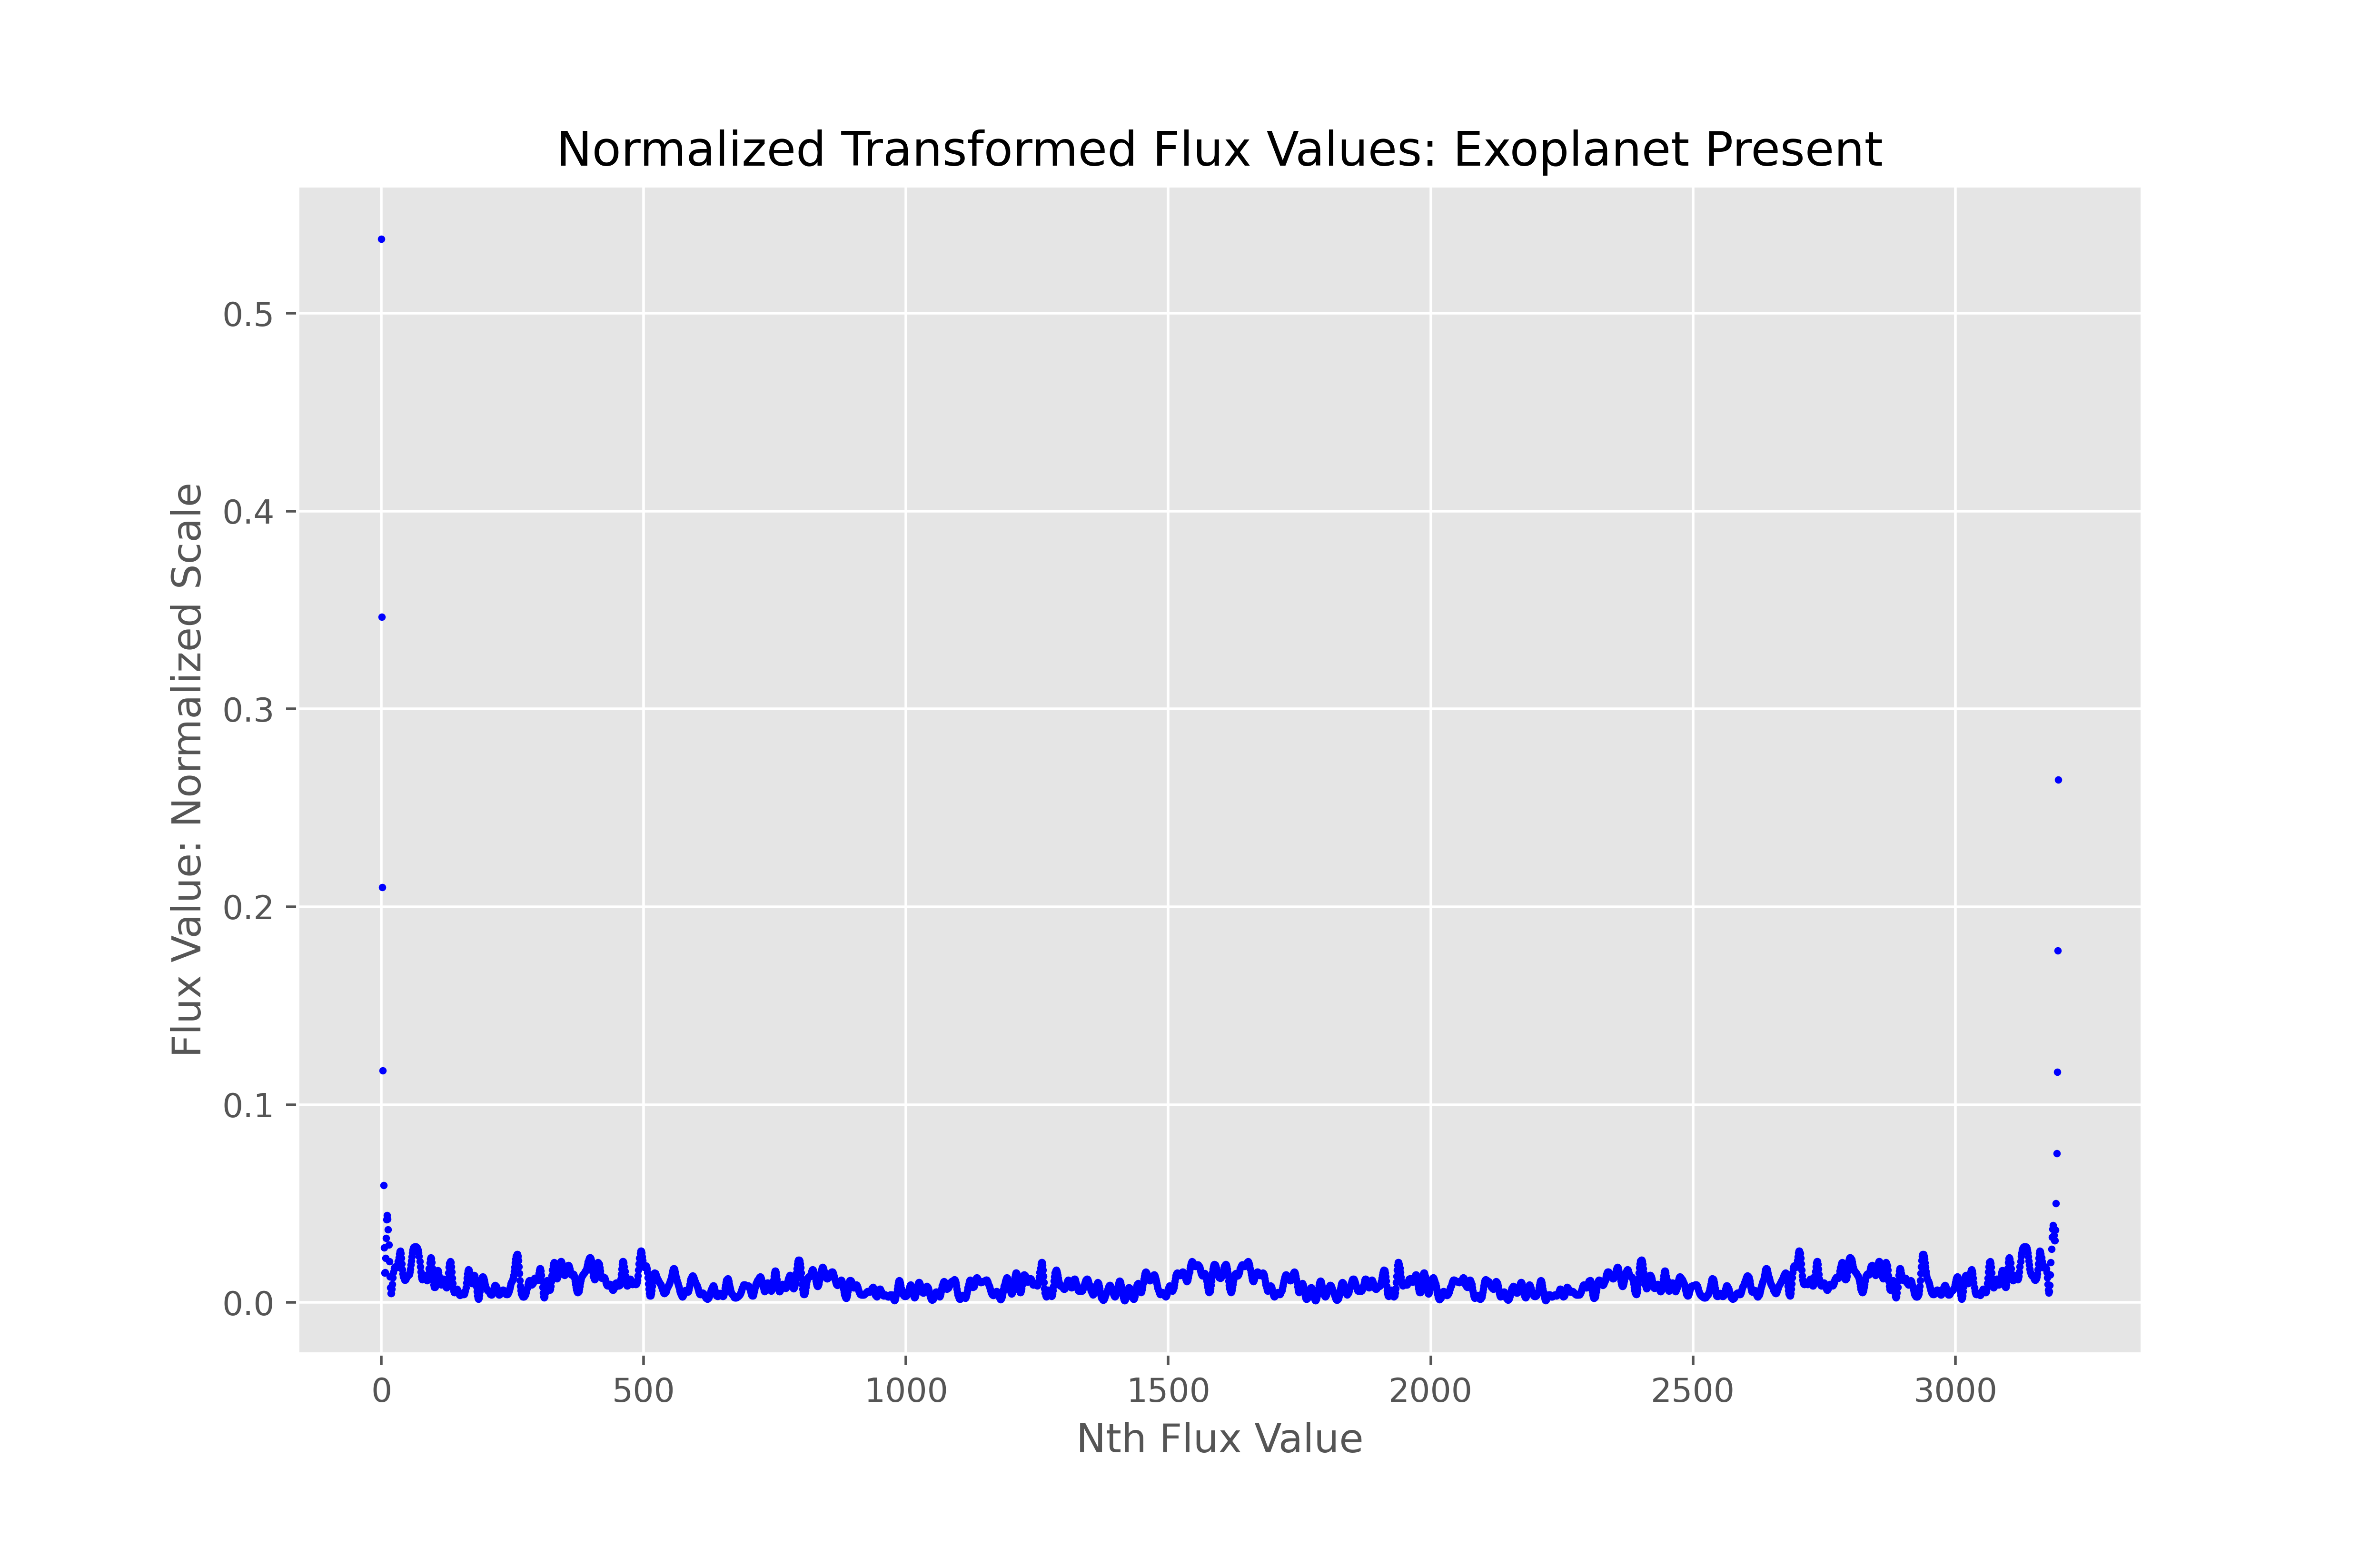 Normalized Transformed Flux Values: Exoplanet Present
0.5
0.4
0.3
0.2
0.1
0.0
Flux Value: Normalized Scale
0 500 1000 1500 2000 2500 3000
Nth Flux Value